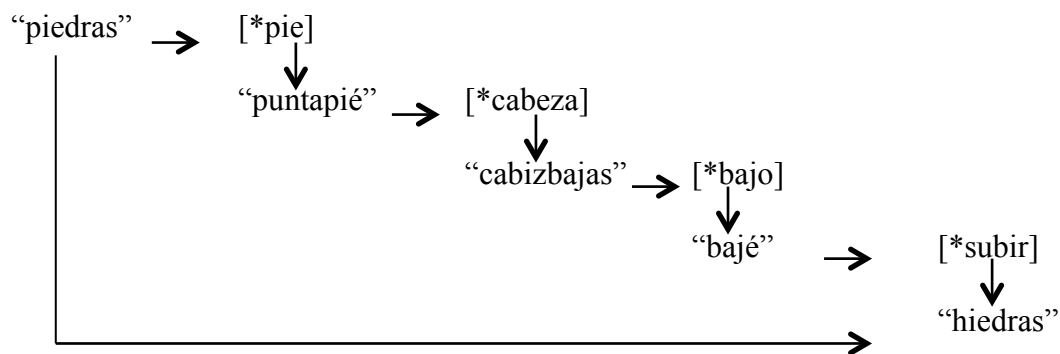 “piedras” [*pie]
“puntapié” [*cabeza]
“cabizbajas” [*bajo]
“bajé” [*subir]
“hiedras”